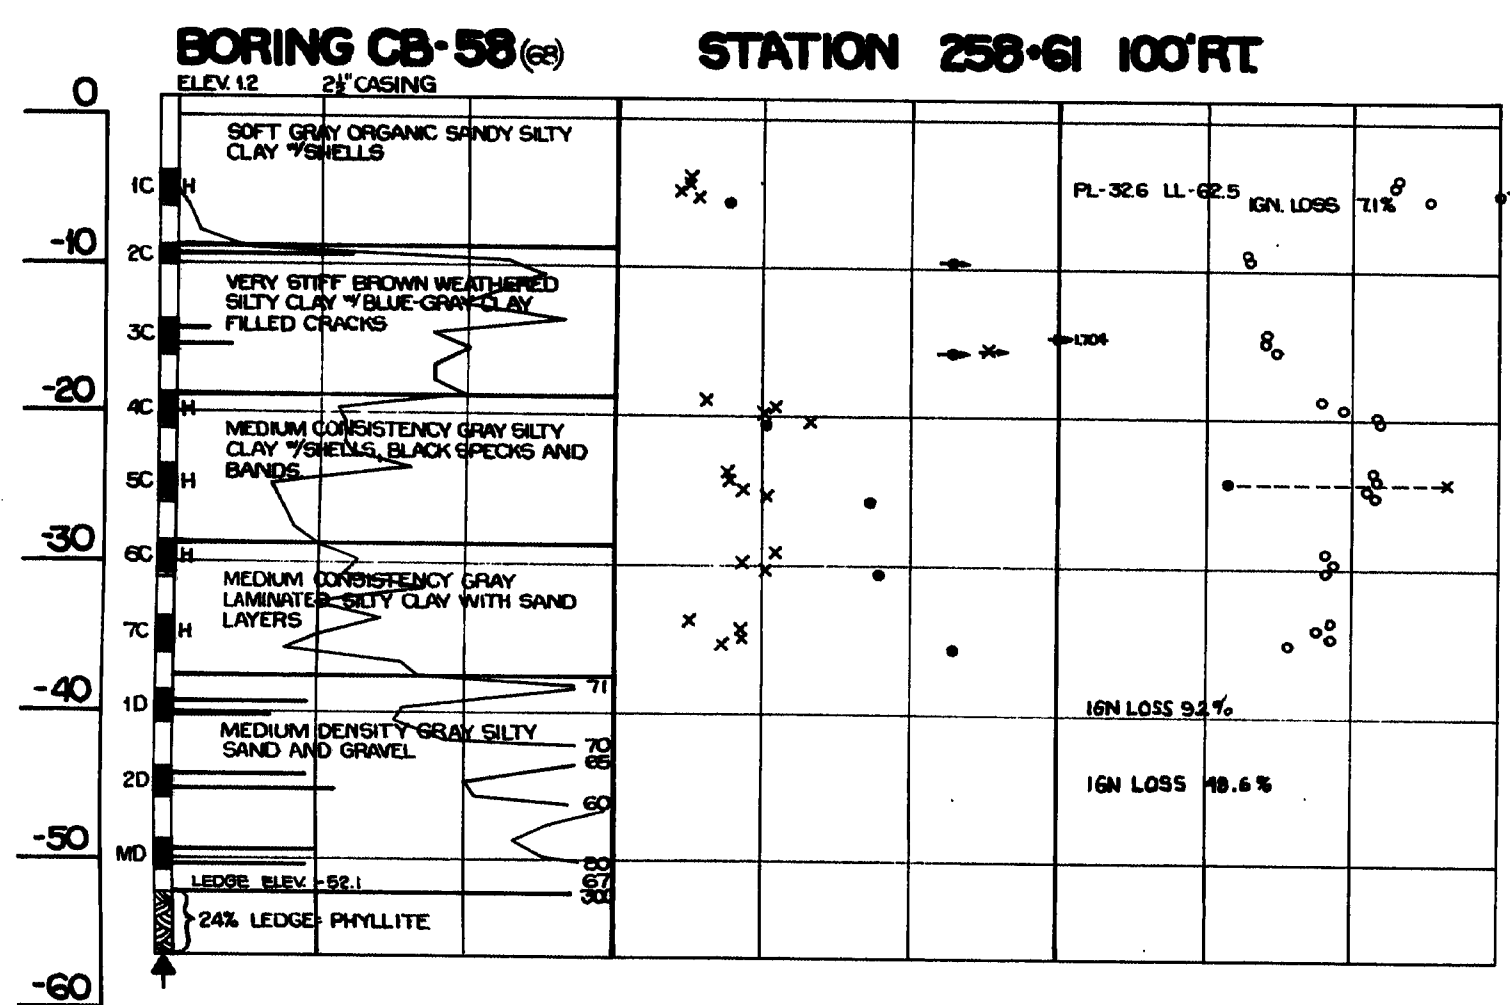 BORING CB-58 (68) STATION 258+61 100' RT.
ELEV. 1.2 2½" CASING
0
SOFT GRAY ORGANIC SANDY SILTY
CLAY W/SHELLS
1C H
PL-32.6 LL-62.5
IGN. LOSS 7.1%
-10
2C
VERY STIFF BROWN WEATHERED
SILTY CLAY W/BLUE-GRAY CLAY
FILLED CRACKS
3C
1.704
-20
4C H
MEDIUM CONSISTENCY GRAY SILTY
CLAY W/SHELLS, BLACK SPECKS AND
BANDS
5C H
-30
6C H
MEDIUM CONSISTENCY GRAY
LAMINATED SILTY CLAY WITH SAND
LAYERS
7C H
-40
71
1D
IGN LOSS 9.2%
MEDIUM DENSITY GRAY SILTY
SAND AND GRAVEL
70
65
2D
IGN LOSS 48.6%
60
-50
MD
80
LEDGE ELEV. -52.1
67
300
24% LEDGE: PHYLLITE
-60